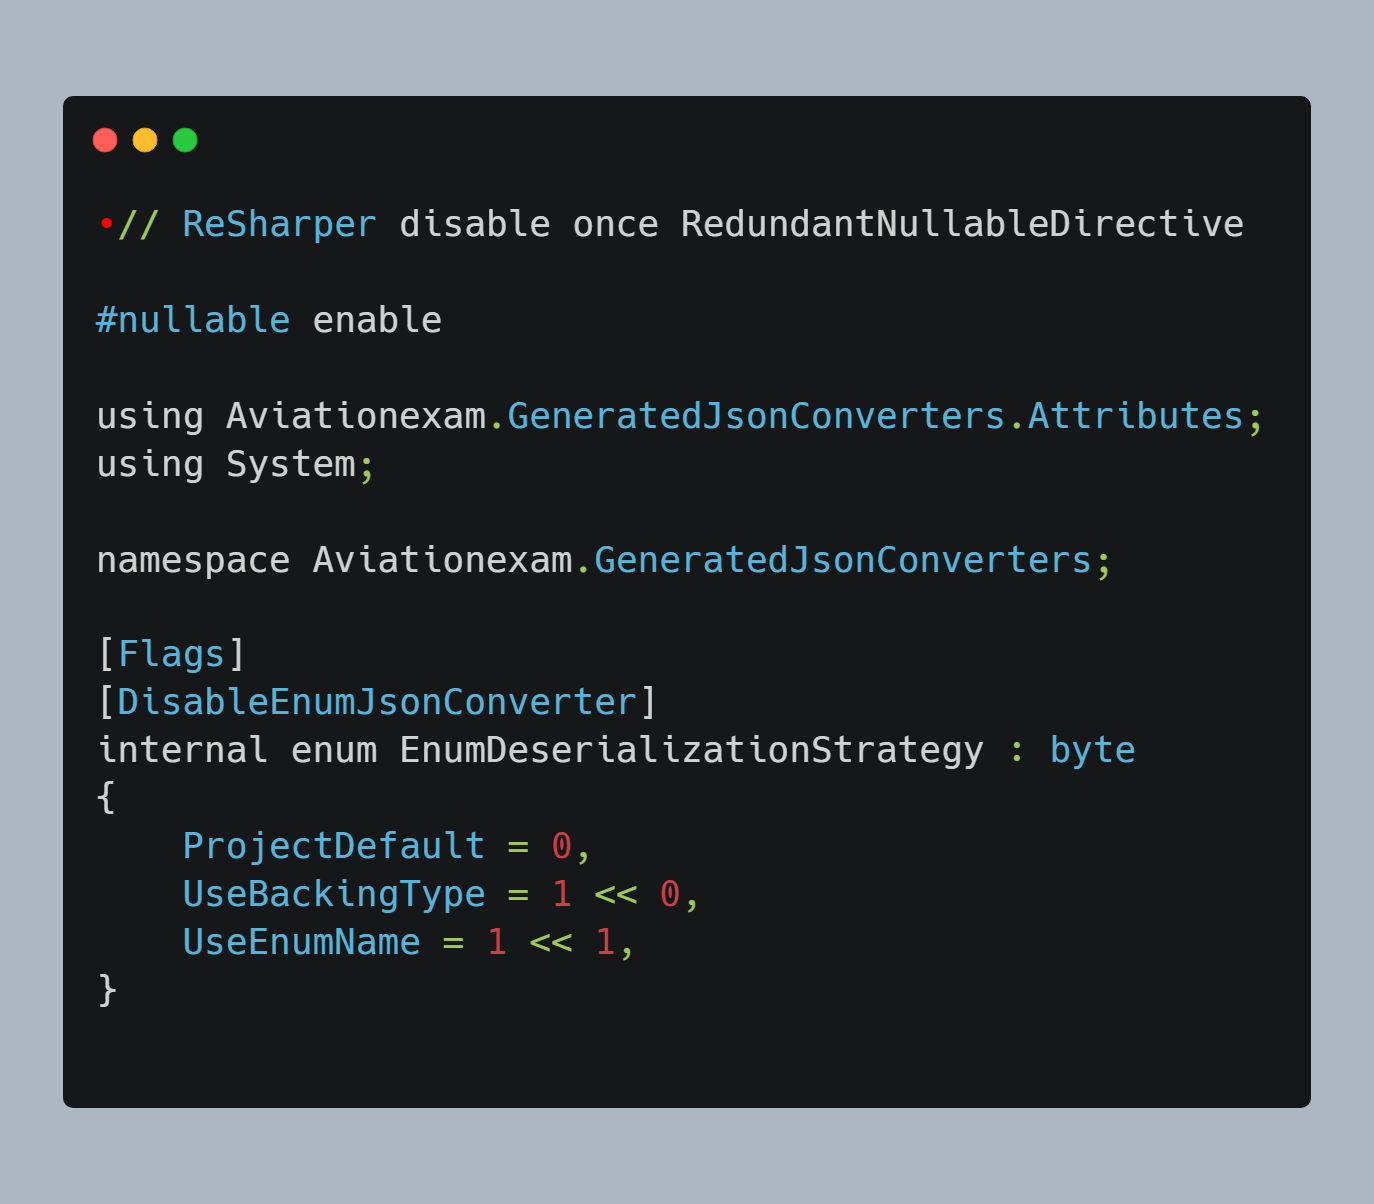 •// ReSharper disable once RedundantNullableDirective

#nullable enable

using Aviationexam.GeneratedJsonConverters.Attributes;
using System;

namespace Aviationexam.GeneratedJsonConverters;

[Flags]
[DisableEnumJsonConverter]
internal enum EnumDeserializationStrategy : byte
{
    ProjectDefault = 0,
    UseBackingType = 1 << 0,
    UseEnumName = 1 << 1,
}